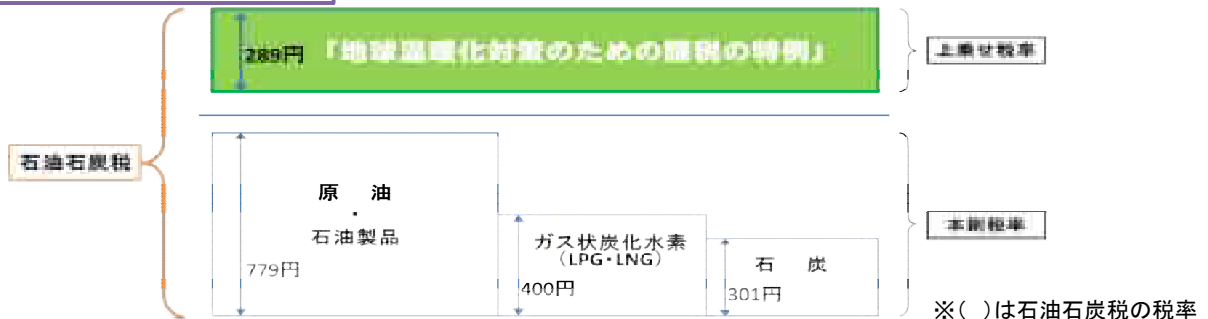 289円 「地球温暖化対策のための課税の特例」
上乗せ税率
石油石炭税
原 油
・
石油製品
779円
ガス状炭化水素
(LPG・LNG)
400円
石 炭
301円
本則税率
※( )は石油石炭税の税率